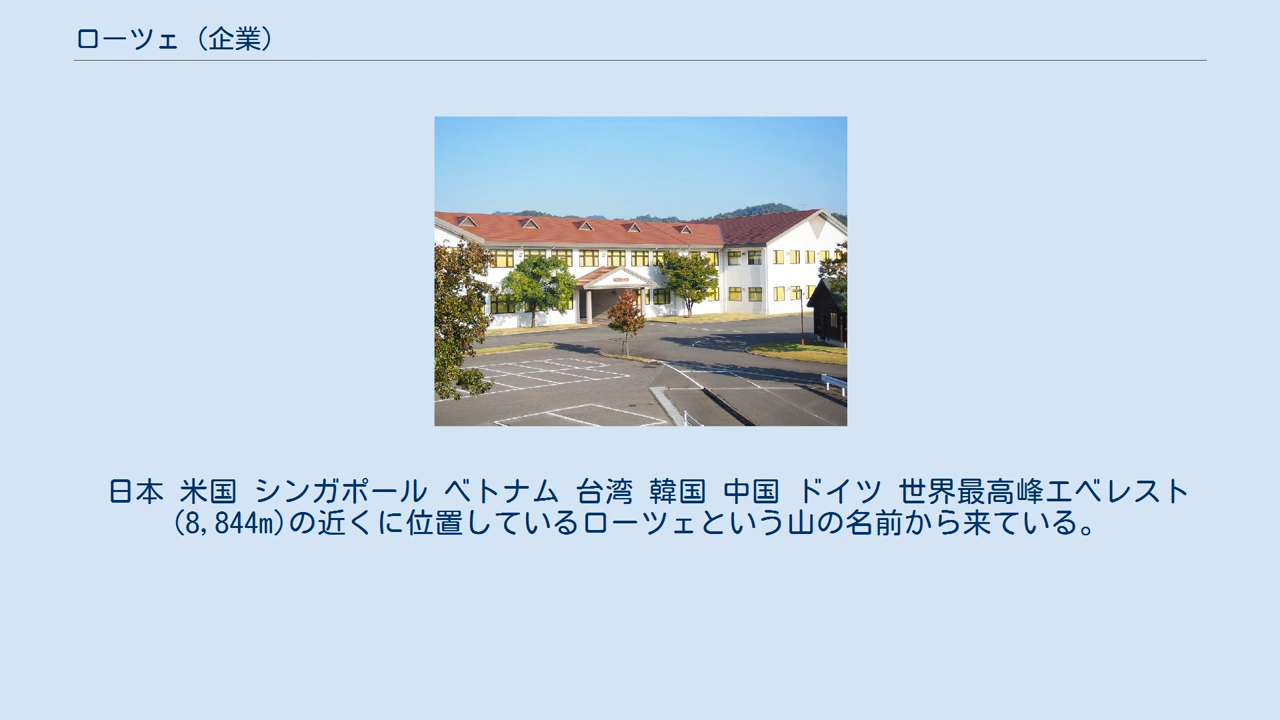 ローツェ（企業）
日本 米国 シンガポール ベトナム 台湾 韓国 中国 ドイツ 世界最高峰エベレスト
(8,844m)の近くに位置しているローツェという山の名前から来ている。